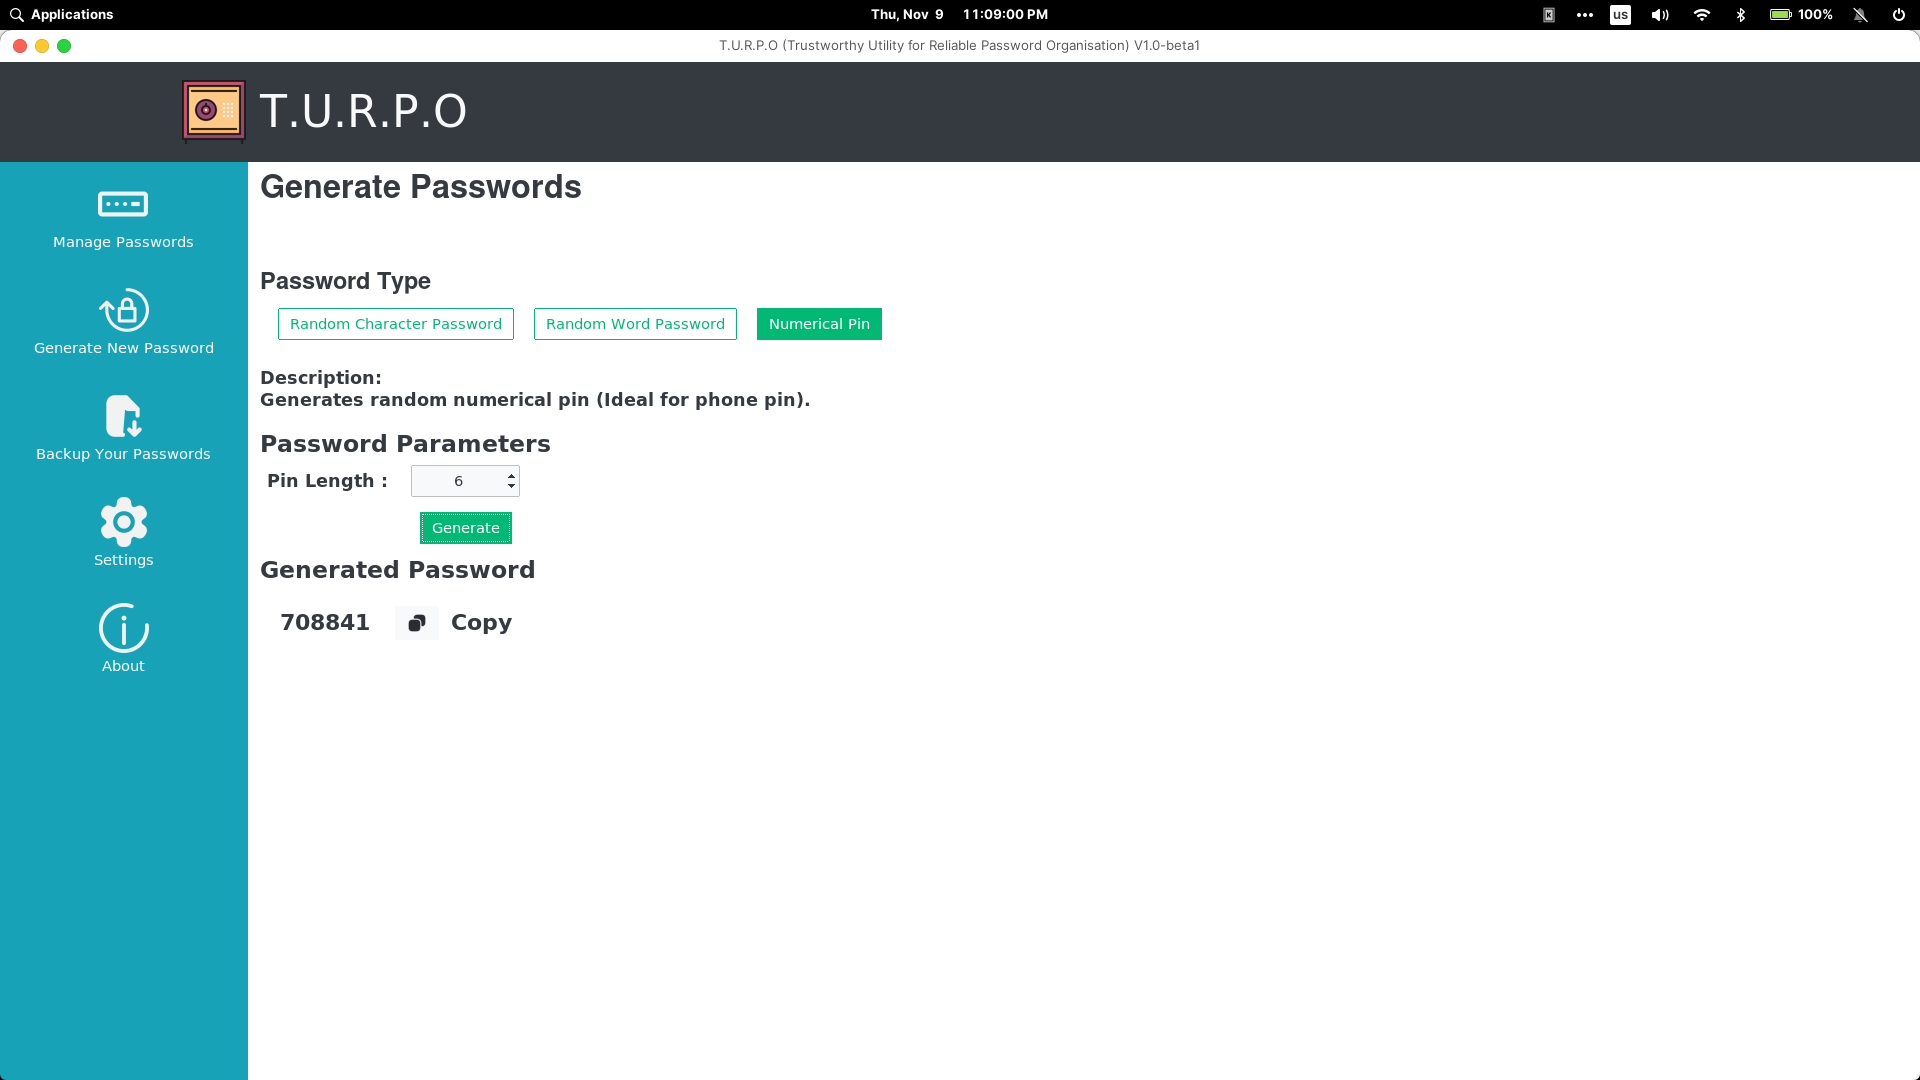 Applications
Thu, Nov 9 11:09:00 PM
us
100%
T.U.R.P.O (Trustworthy Utility for Reliable Password Organisation) V1.0-beta1
T.U.R.P.O
Manage Passwords
Generate New Password
Backup Your Passwords
Settings
About
Generate Passwords
Password Type
Random Character Password
Random Word Password
Numerical Pin
Description:
Generates random numerical pin (Ideal for phone pin).
Password Parameters
Pin Length :
6
Generate
Generated Password
708841
Copy